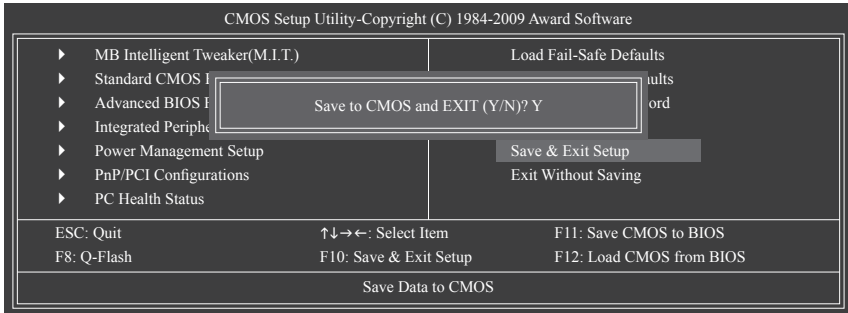 CMOS Setup Utility-Copyright (C) 1984-2009 Award Software
MB Intelligent Tweaker(M.I.T.)
Standard CMOS
Advanced BIOS
Integrated
Power Management Setup
PnP/PCI Configurations
PC Health Status
Load Fail-Safe Defaults
Save & Exit Setup
Exit Without Saving
Save to CMOS and EXIT (Y/N)? Y
ESC: Quit ↑↓→←: Select Item F11: Save CMOS to BIOS
F8: Q-Flash F10: Save & Exit Setup F12: Load CMOS from BIOS
Save Data to CMOS